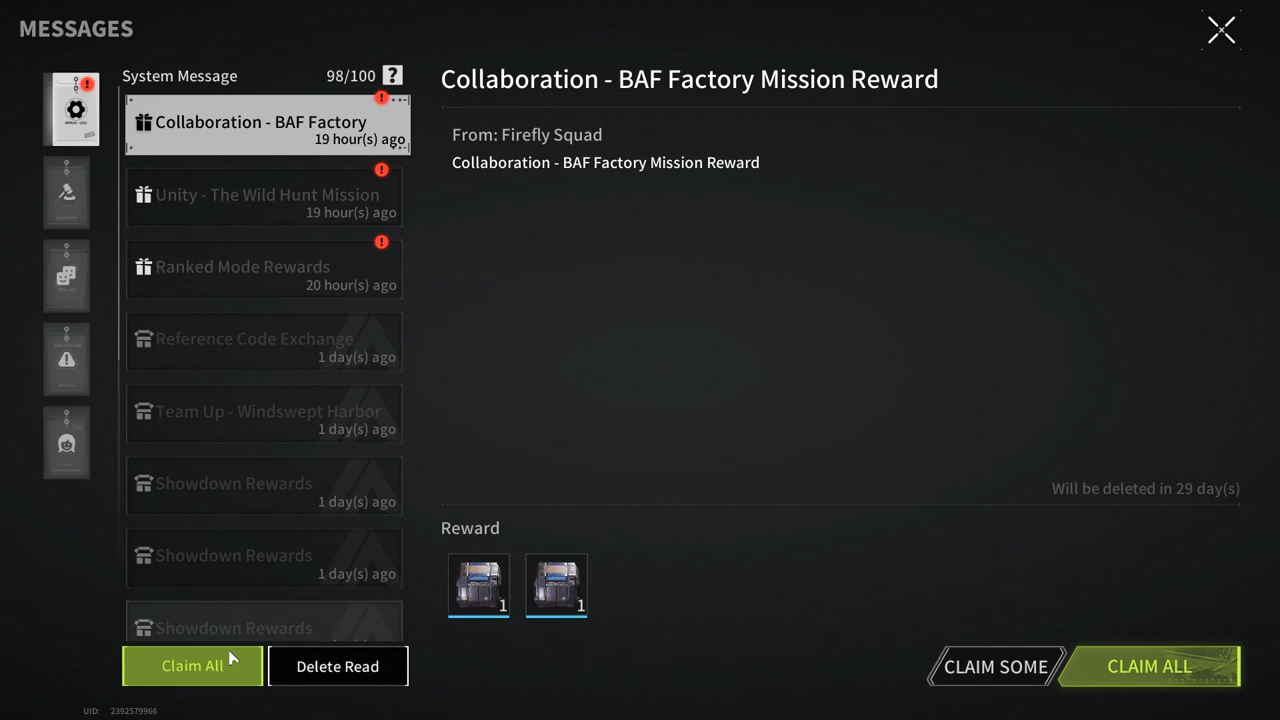 MESSAGES
System Message 98/100 ?
Collaboration - BAF Factory
19 hour(s) ago
Unity - The Wild Hunt Mission
19 hour(s) ago
Ranked Mode Rewards
20 hour(s) ago
Reference Code Exchange
1 day(s) ago
Team Up - Windswept Harbor
1 day(s) ago
Showdown Rewards
1 day(s) ago
Showdown Rewards
1 day(s) ago
Showdown Rewards
Claim All
Delete Read
Collaboration - BAF Factory Mission Reward
From: Firefly Squad
Collaboration - BAF Factory Mission Reward
Will be deleted in 29 day(s)
Reward
1
1
CLAIM SOME
CLAIM ALL
UID: 2392579966